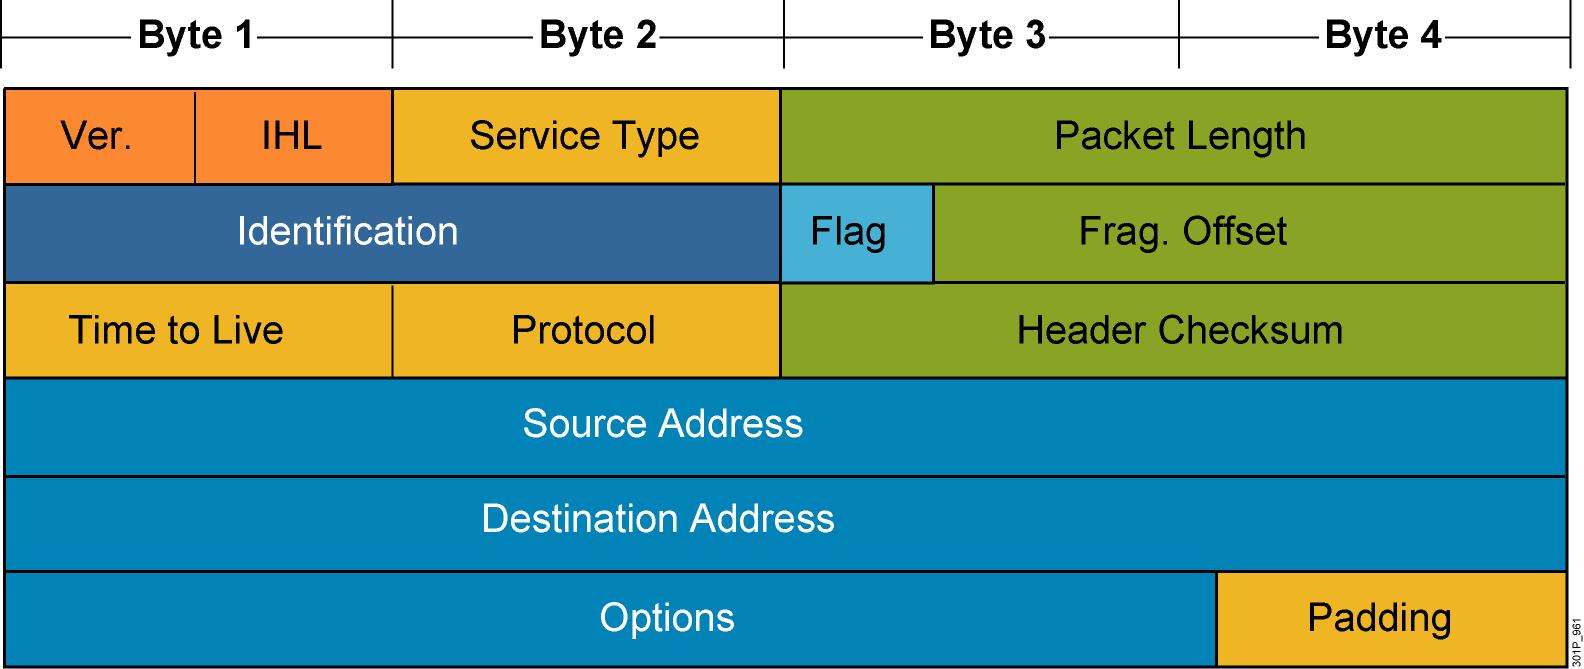 Byte 1 Byte 2 Byte 3 Byte 4
Ver. IHL Service Type Packet Length
Identification Flag Frag. Offset
Time to Live Protocol Header Checksum
Source Address
Destination Address
Options Padding
301P_961